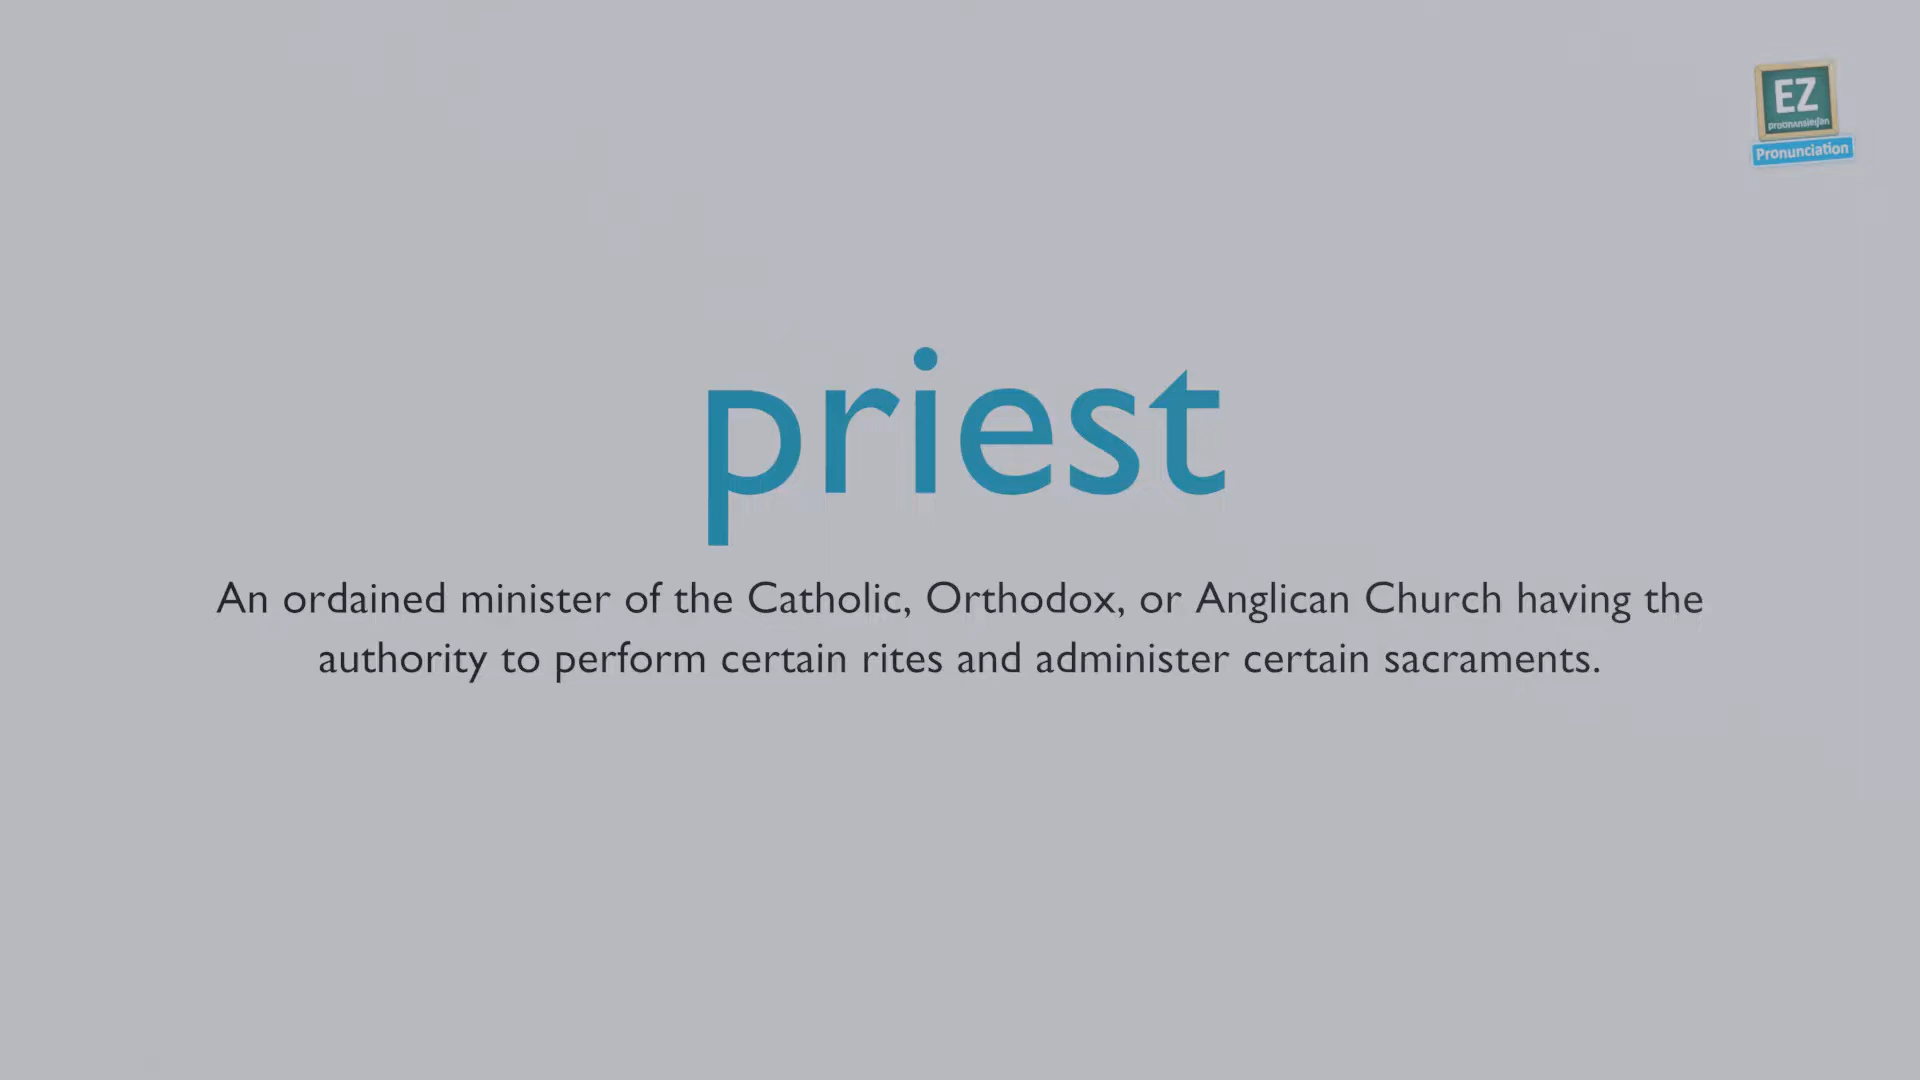 EZ
Pronunciation
priest
An ordained minister of the Catholic, Orthodox, or Anglican Church having the
authority to perform certain rites and administer certain sacraments.